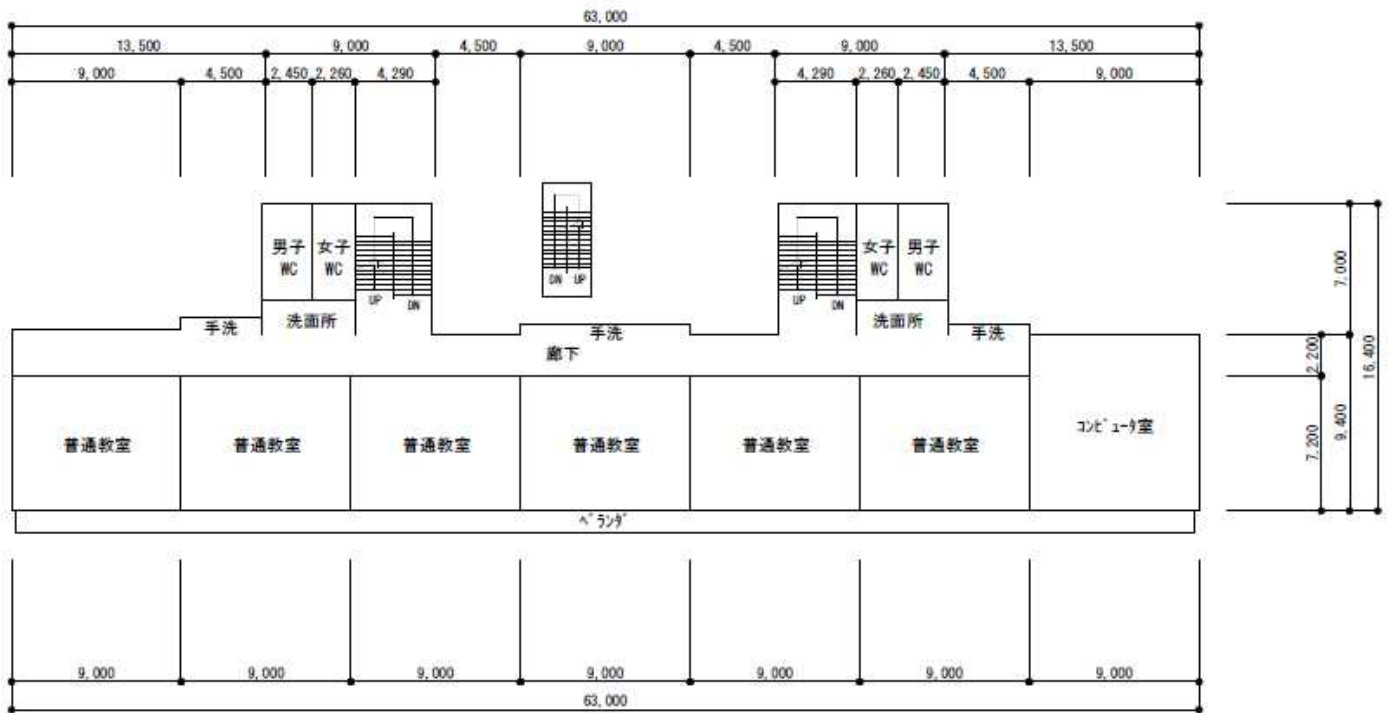 63,000
13,500 9,000 4,500 9,000 4,500 9,000 13,500
9,000 4,500 2,450 2,260 4,290 4,290 2,260 2,450 4,500 9,000
男子 女子 女子 男子
WC WC WC WC
DN UP
UP DN UP DN
手洗 洗面所 手洗 洗面所 手洗
廊下
普通教室 普通教室 普通教室 普通教室 普通教室 普通教室 コンピュータ室
ベランダ
7,000
2,200
16,400
9,400
7,200
9,000 9,000 9,000 9,000 9,000 9,000 9,000
63,000